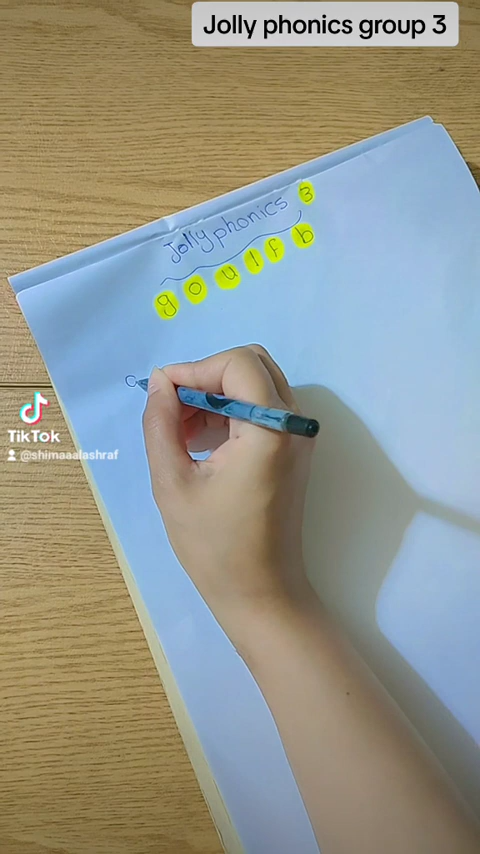 Jolly phonics group 3
Jolly phonics 3
g o u l f b
TikTok
@shimaaalashraf